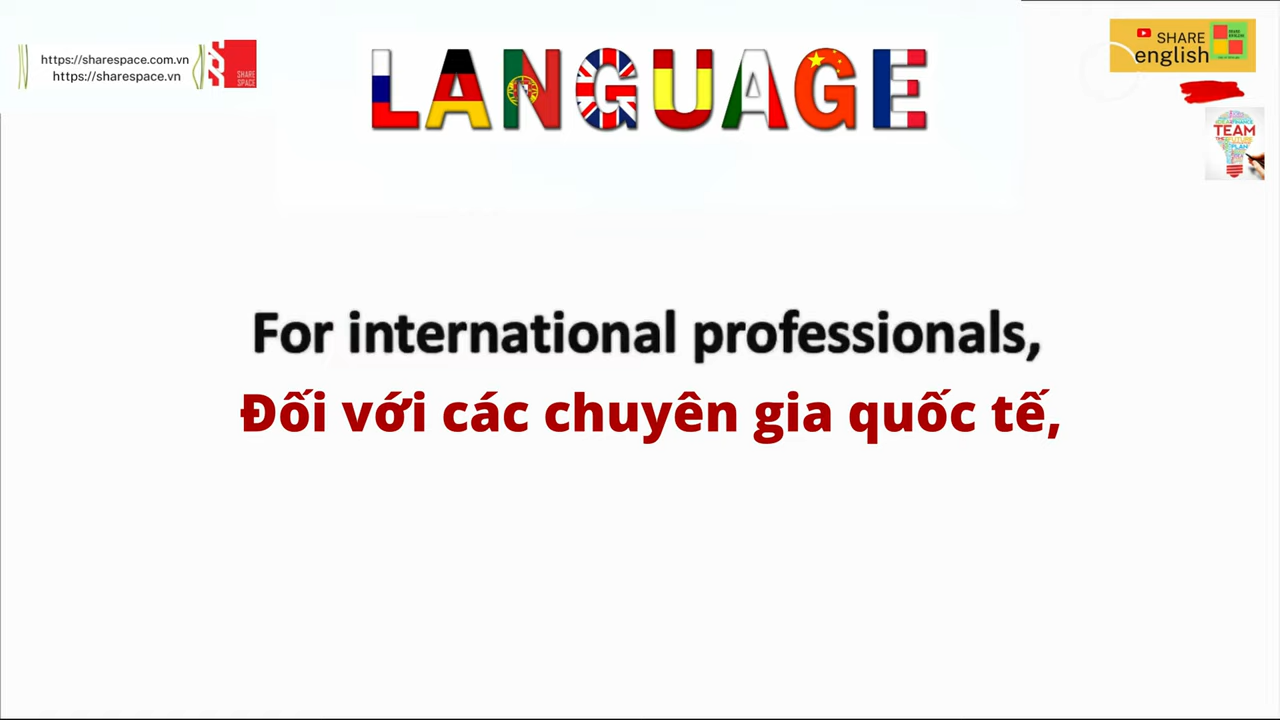 https://sharespace.com.vn
https://sharespace.vn
SHARE
SPACE
LANGUAGE
SHARE
english
TEAM
PLAN
For international professionals,
Đối với các chuyên gia quốc tế,